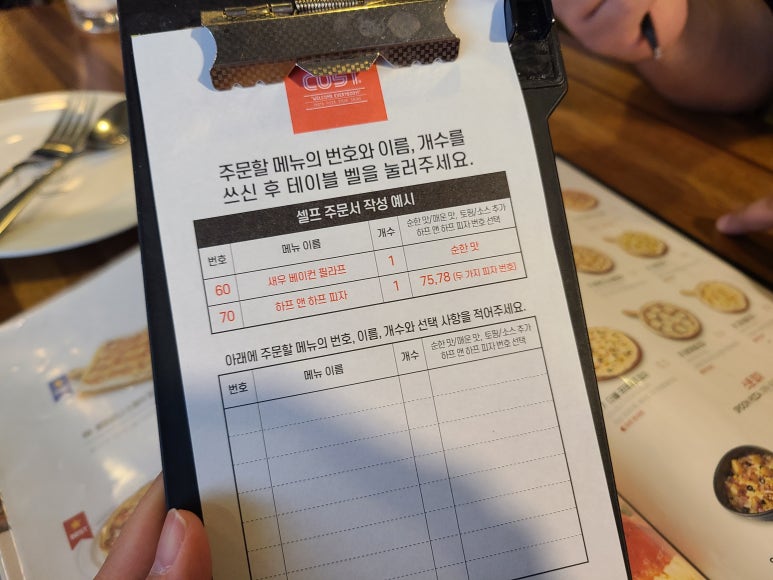 COST
"WELCOME, EVERYBODY!"
주문할 메뉴의 번호와 이름, 개수를
쓰신 후 테이블 벨을 눌러주세요.
셀프 주문서 작성 예시
번호 메뉴 이름 개수 순한 맛/매운 맛, 토핑/소스 추가
하프 앤 하프 피자 번호 선택
60 새우 베이컨 필라프 1 순한 맛
70 하프 앤 하프 피자 1 75,78 (두 가지 피자 번호)
아래에 주문할 메뉴의 번호, 이름, 개수와 선택 사항을 적어주세요.
번호 메뉴 이름 개수 순한 맛/매운 맛, 토핑/소스 추가
하프 앤 하프 피자 번호 선택